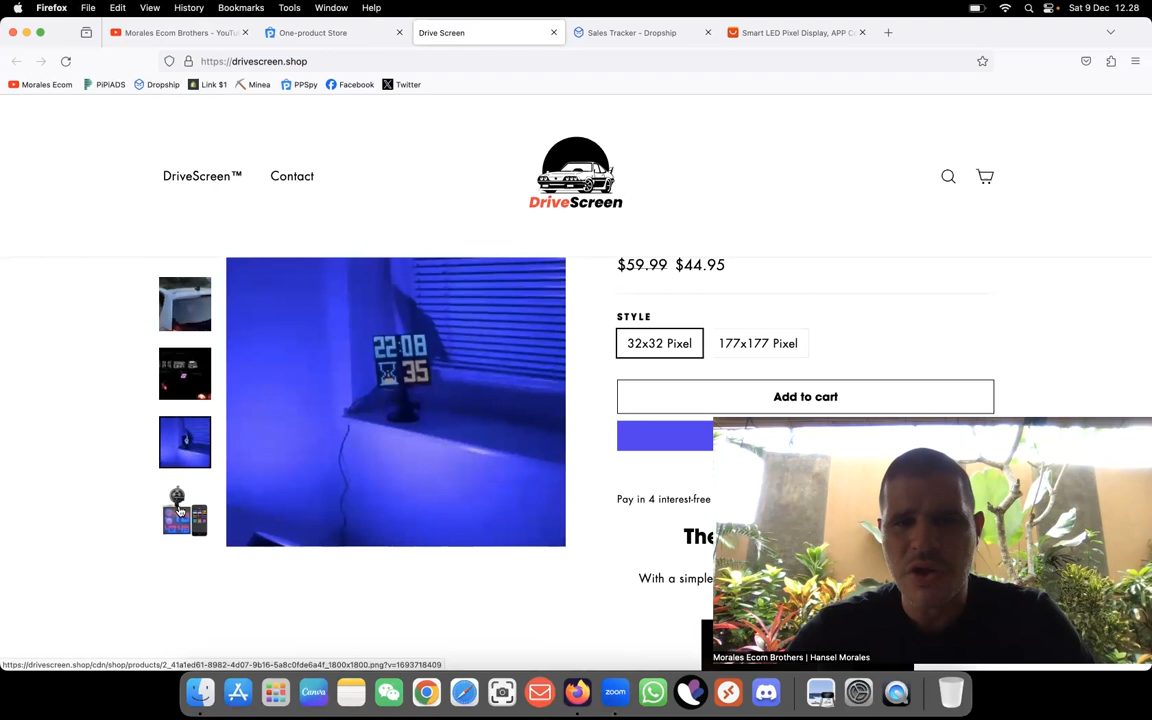 Firefox File Edit View History Bookmarks Tools Window Help Sat 9 Dec 12.28
Morales Ecom Brothers - YouTu One-product Store Drive Screen Sales Tracker - Dropship Smart LED Pixel Display, APP C
https://drivescreen.shop
Morales Ecom PiPiADS Dropship Link $1 Minea PPSpy Facebook Twitter
DriveScreen™ Contact
DriveScreen
$59.99 $44.95
STYLE
32x32 Pixel 177x177 Pixel
22:08
35
Add to cart
Pay in 4 interest-free
The
With a simple
Morales Ecom Brothers | Hansel Morales
https://drivescreen.shop/cdn/shop/products/2_41a1ed61-8982-4d07-9b16-5a8c0fde6a4f_1800x1800.png?v=1693718409
Canva zoom